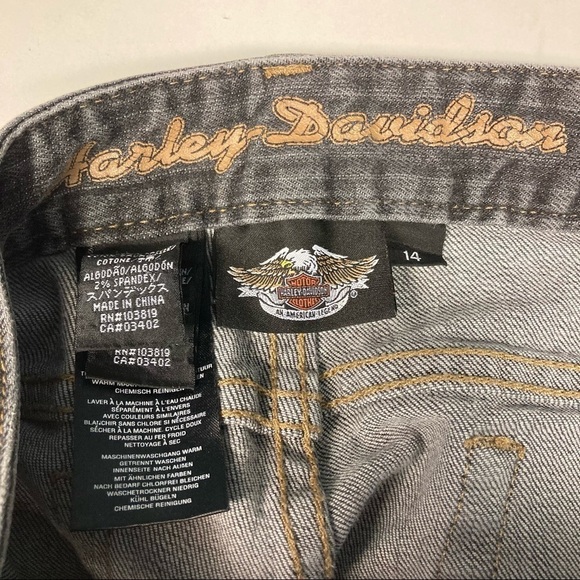 Harley-Davidson
MOTOR
HARLEY-DAVIDSON
CLOTHES
AN AMERICAN LEGEND
®
14
COTONE
ALGODÃO/ALGODÓN
2% SPANDEX/
スパンデックス
MADE IN CHINA
RN#103819
CA#03402
RN#103819
CA#03402
WARM
CHEMISCH REINIGEN
LAVER À LA MACHINE À L'EAU CHAUDE
SÉPARÉMENT À L'ENVERS
AVEC COULEURS SIMILAIRES
BLANCHIR SANS CHLORE SI NÉCESSAIRE
SÉCHER À LA MACHINE. CYCLE DOUX
REPASSER AU FER FROID
NETTOYAGE À SEC
MASCHINENWASCHGANG WARM
GETRENNT WASCHEN
INNENSEITE NACH AUßEN
MIT ÄHNLICHEN FARBEN
NACH BEDARF CHLORFREI BLEICHEN
WASCHETROCKNER NIEDRIG
KÜHL BÜGELN
CHEMISCHE REINIGUNG